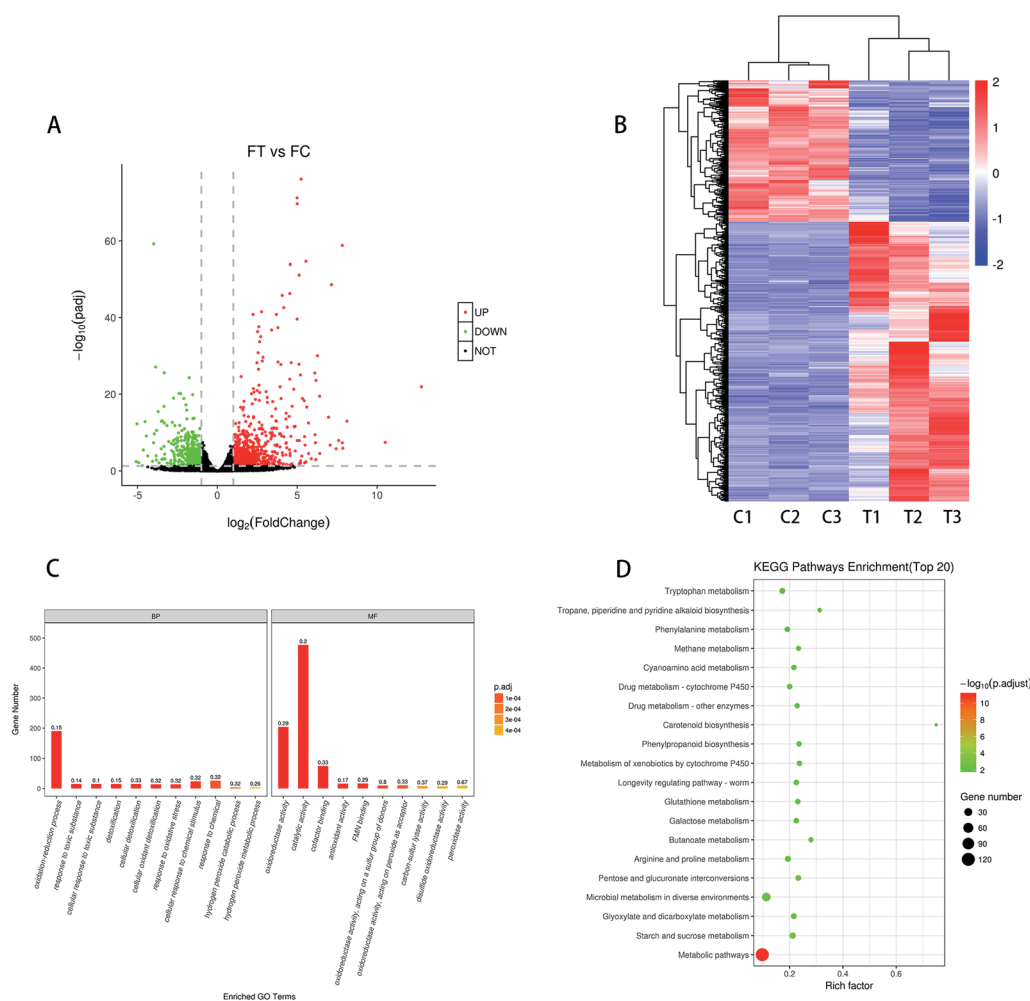 A
FT vs FC
60
40
20
0
−log10(padj)
-5
0
5
10
log2(FoldChange)
UP
DOWN
NOT
B
2
1
0
-1
-2
C1
C2
C3
T1
T2
T3
C
BP
MF
500
400
300
200
100
0
Gene Number
0.15
0.14
0.1
0.15
0.33
0.32
0.32
0.32
0.32
0.32
0.29
0.2
0.33
0.17
0.29
0.33
0.37
0.29
0.67
oxidation-reduction process
response to toxic substance
cellular response to toxic substance
detoxification
cellular detoxification
cellular oxidant detoxification
response to oxidative stress
cellular response to chemical stimulus
response to chemical
hydrogen peroxide catabolic process
hydrogen peroxide metabolic process
oxidoreductase activity
catalytic activity
cofactor binding
antioxidant activity
FMN binding
oxidoreductase activity, acting on a sulfur group of donors
oxidoreductase activity, acting on peroxide as acceptor
carbon-sulfur lyase activity
disulfide oxidoreductase activity
peroxidase activity
Enriched GO Terms
p.adj
1e-04
2e-04
3e-04
4e-04
D
KEGG Pathways Enrichment(Top 20)
Tryptophan metabolism
Tropane, piperidine and pyridine alkaloid biosynthesis
Phenylalanine metabolism
Methane metabolism
Cyanoamino acid metabolism
Drug metabolism - cytochrome P450
Drug metabolism - other enzymes
Carotenoid biosynthesis
Phenylpropanoid biosynthesis
Metabolism of xenobiotics by cytochrome P450
Longevity regulating pathway - worm
Glutathione metabolism
Galactose metabolism
Butanoate metabolism
Arginine and proline metabolism
Pentose and glucuronate interconversions
Microbial metabolism in diverse environments
Glyoxylate and dicarboxylate metabolism
Starch and sucrose metabolism
Metabolic pathways
0.2
0.4
0.6
Rich factor
−log10(p.adjust)
10
8
6
4
2
Gene number
30
60
90
120